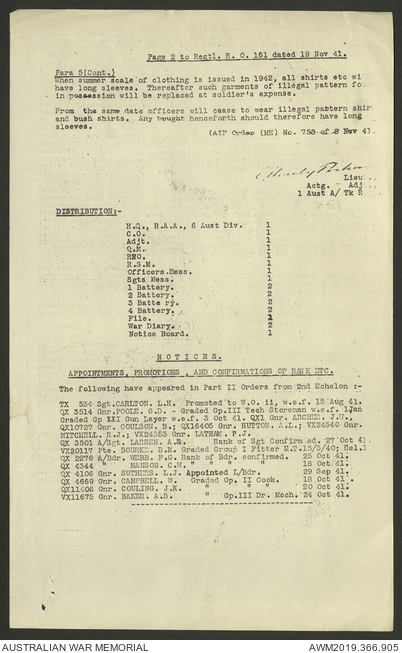 Page 2 to Regtl. R. O. 161 dated 19 Nov 41.
Para 5(Cont.)
When summer scale of clothing is issued in 1942, all shirts etc wi
have long sleeves. Thereafter such garments of illegal pattern fou
in possession will be replaced at soldier's expense.
From the same date officers will cease to wear illegal pattern shir
and bush shirts. Any bought henceforth should therefore have long
sleeves.
(AIF Order (ME) No. 758 of 8 Nov 41.
Lieu
Actg. Adj
1 Aust A/ Tk R
DISTRIBUTION:-
H.Q., R.A.A., 6 Aust Div. 1
C.O. 1
Adjt. 1
Q.M. 1
RMO. 1
R.S.M. 1
Officers Mess. 1
Sgts Mess. 1
1 Battery. 2
2 Battery. 2
3 Batte ry. 2
4 Battery. 2
File. 1
War Diary. 2
Notice Board. 1
N O T I C E S.
APPOINTMENTS, PROMOTIONS , AND CONFIRMATIONS OF RANK ETC.
The following have appeared in Part II Orders from 2nd Echelon :-
TX 534 Sgt.CARLTON. L.H. Promoted to W.O. ii, w.e.f. 15 Aug 41.
QX 3514 Gnr.POOLE. G.D. - Graded Gp.III Tech Storeman w.e.f. 1Jan
Graded Gp III Gun Layer w.e.f. 3 Oct 41. QX1 Gnr. ARCHER. J.W.,
QX10727 Gnr. COULSON. B.; QX16405 Gnr. HUTTON. A.L.; VX24540 Gnr.
MITCHELL. R.J.; VX24353 Gnr. LATHAM. P.J.
QX 3501 A/Sgt. LARSEN. A.B. Rank of Sgt Confirmed. 27 Oct 41
VX20117 Pte. BOURKE. B.M. Graded Group I Fitter M.T.15/3/40;
QX 2276 A/Bdr. WEBB. F.G. Rank of Bdr. confirmed. 25 Oct 41
QX 4344 " MANSON. C.W. " " " " 18 Oct 41.
QX 4106 Gnr. SUTHERS. L.J. Appointed L/Bdr. 29 Sep 41.
QX 4669 Gnr. CAMPBELL. W. Graded Gp. II Cook. 18 Oct 41.
QX11406 Gnr. COULING. J.K. " " " 20 Oct 41.
VX11675 Gnr. BAKER. A.B. " Gp.III Dr. Mech. 24 Oct 41.
AUSTRALIAN WAR MEMORIAL
AWM2019.366.905